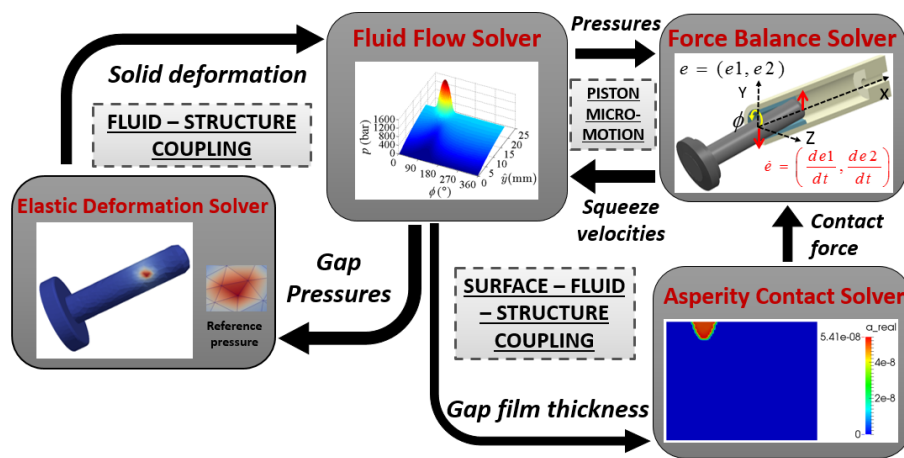 Fluid Flow Solver
p (bar)
1600
1200
800
400
0
0
90
180
270
360
ϕ (°)
0
5
10
15
20
25
ŷ (mm)
Solid deformation
FLUID – STRUCTURE
COUPLING
Pressures
PISTON
MICRO-
MOTION
Squeeze
velocities
Force Balance Solver
e = (e1, e2)
Y
X
Z
ϕ
ė = (de1/dt, de2/dt)
Elastic Deformation Solver
Reference
pressure
Gap
Pressures
SURFACE – FLUID
– STRUCTURE
COUPLING
Contact
force
Asperity Contact Solver
a_real
5.41e-08
4e-8
2e-8
0
Gap film thickness